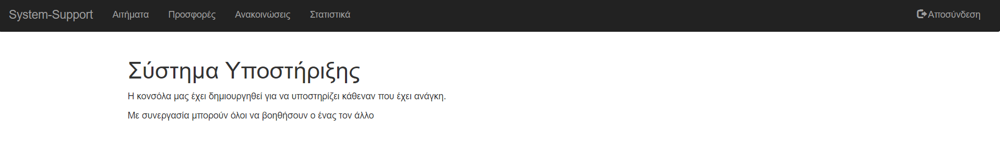 System-Support Αιτήματα Προσφορές Ανακοινώσεις Στατιστικά Αποσύνδεση
Σύστημα Υποστήριξης
Η κονσόλα μας έχει δημιουργηθεί για να υποστηρίζει κάθεναν που έχει ανάγκη.
Με συνεργασία μπορούν όλοι να βοηθήσουν ο ένας τον άλλο